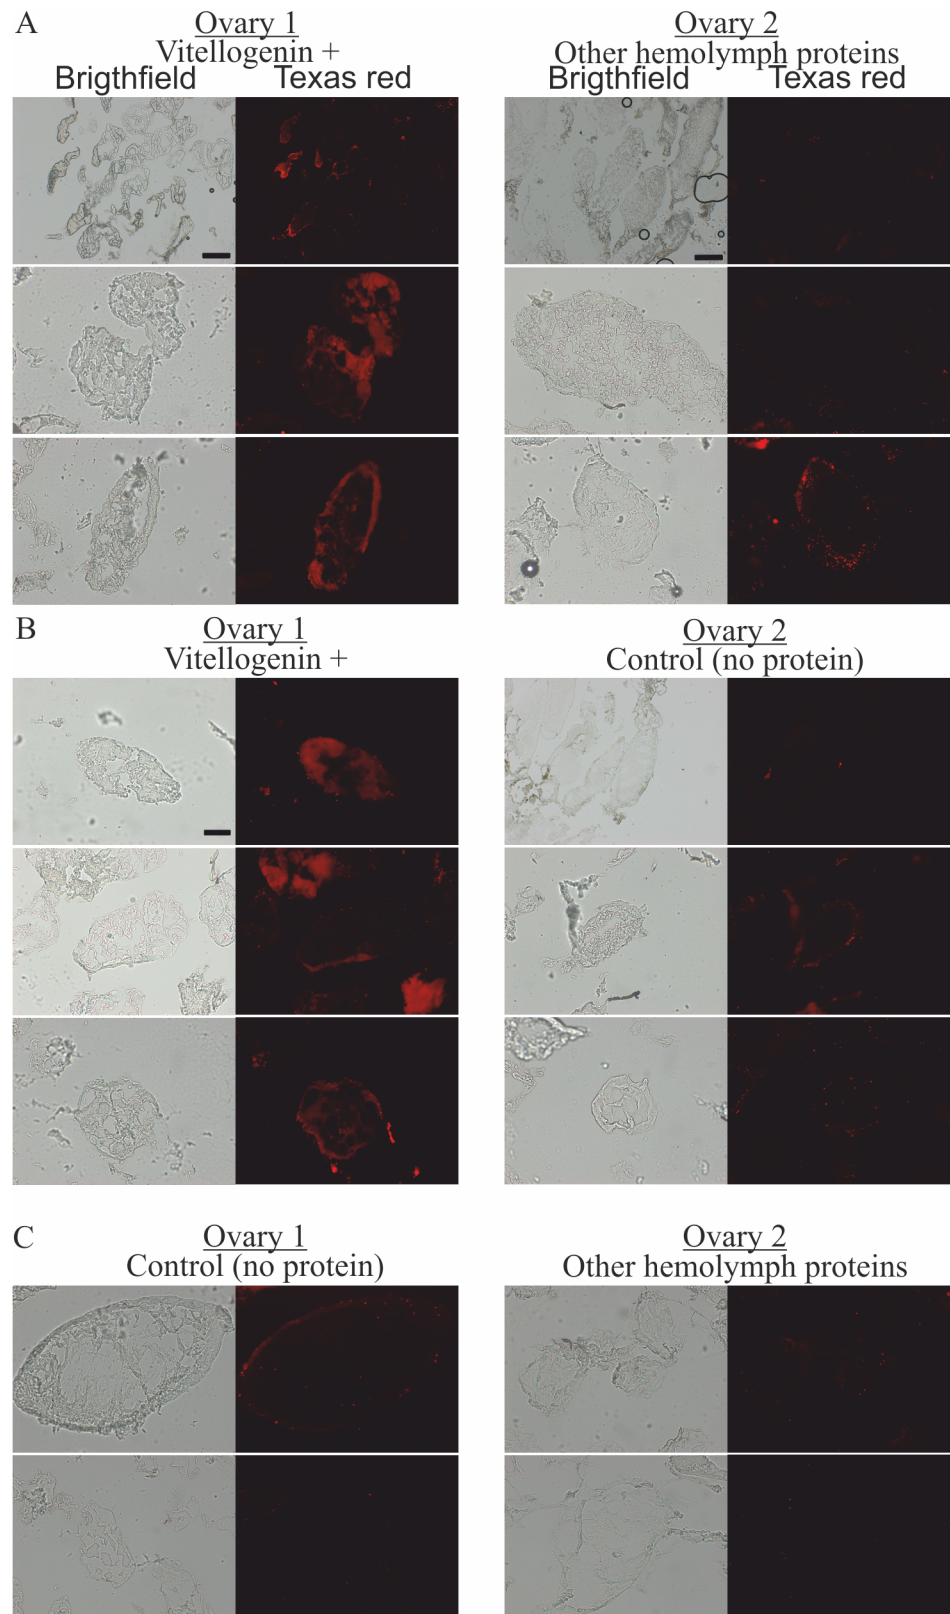 A
Ovary 1
Vitellogenin +
Brigthfield Texas red
Ovary 2
Other hemolymph proteins
Brigthfield Texas red
B
Ovary 1
Vitellogenin +
Ovary 2
Control (no protein)
C
Ovary 1
Control (no protein)
Ovary 2
Other hemolymph proteins